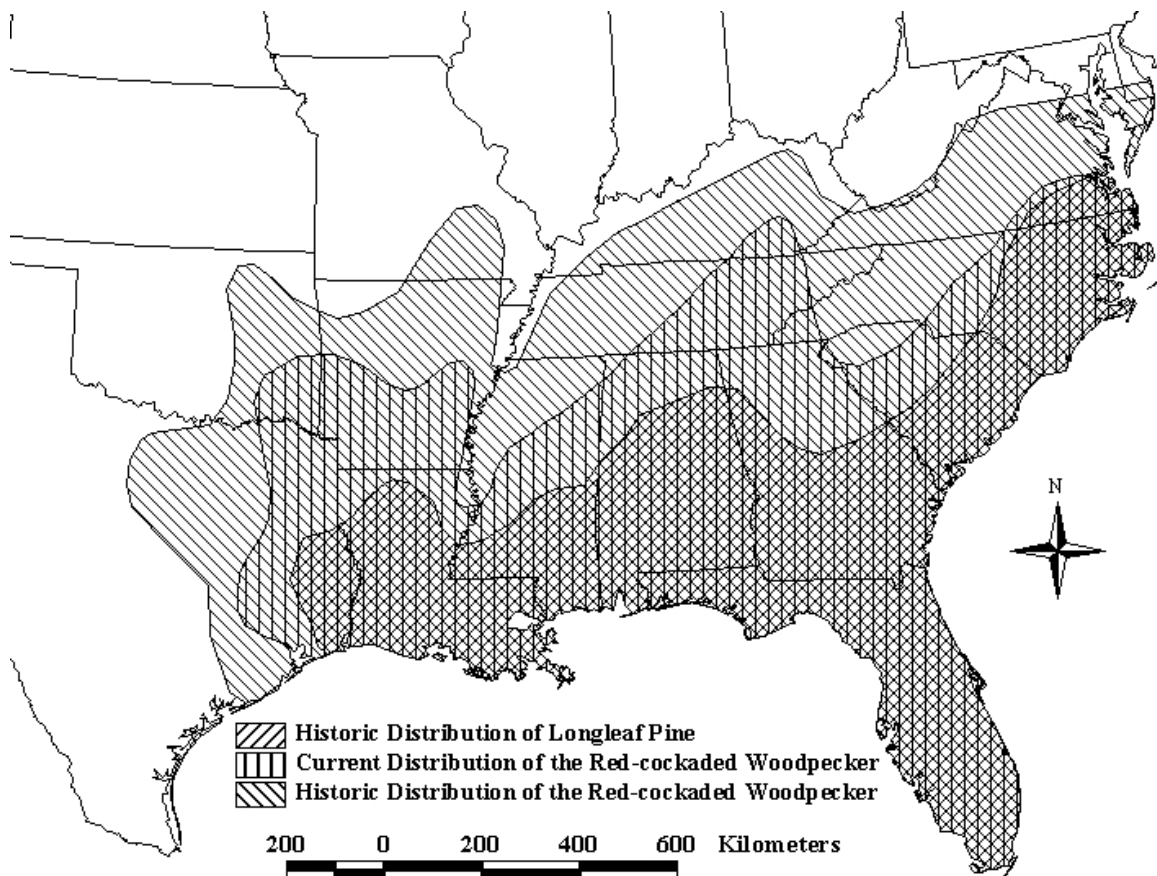 N
Historic Distribution of Longleaf Pine
Current Distribution of the Red-cockaded Woodpecker
Historic Distribution of the Red-cockaded Woodpecker
200 0 200 400 600 Kilometers